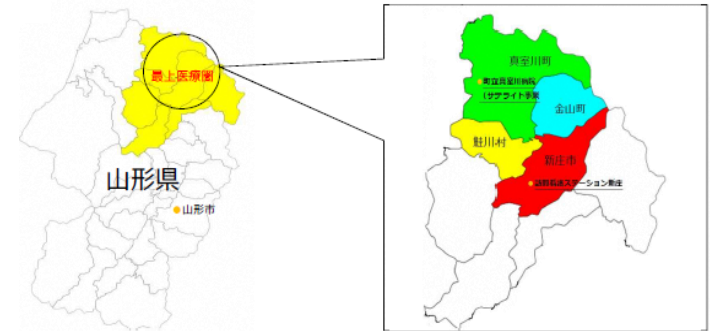 最上医療圏
山形県
山形市
真室川町
町立真室川病院
(サテライト事業
金山町
鮭川村
新庄市
訪問看護ステーション新庄